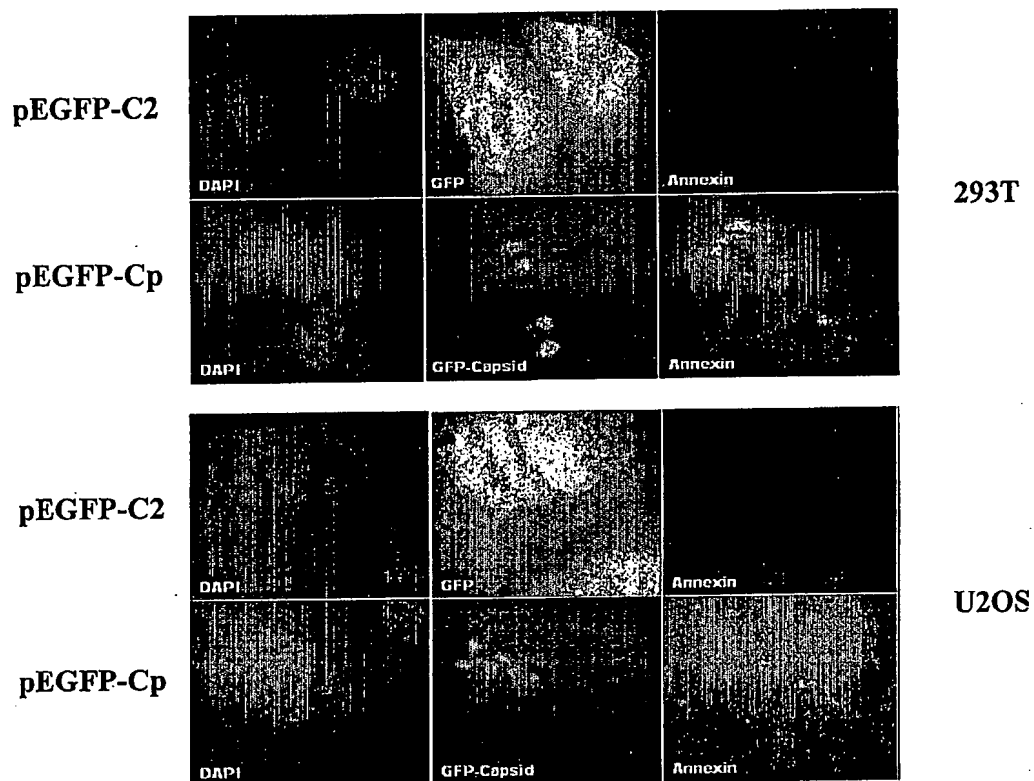 pEGFP-C2
DAPI
GFP
Annexin
293T
pEGFP-Cp
DAPI
GFP-Capsid
Annexin
pEGFP-C2
DAPI
GFP
Annexin
U2OS
pEGFP-Cp
DAPI
GFP-Capsid
Annexin